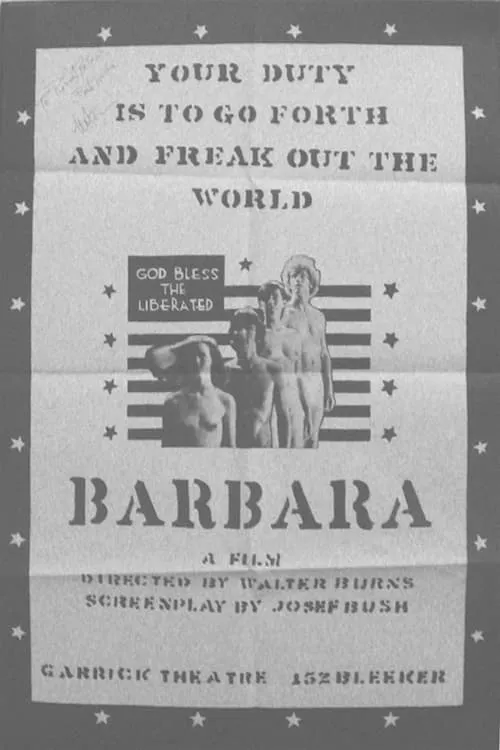 YOUR DUTY
IS TO GO FORTH
AND FREAK OUT THE
WORLD
GOD BLESS
THE
LIBERATED
BARBARA
A FILM
DIRECTED BY WALTER BURNS
SCREENPLAY BY JOSEF BUSH
GARRICK THEATRE 152 BLEEKER